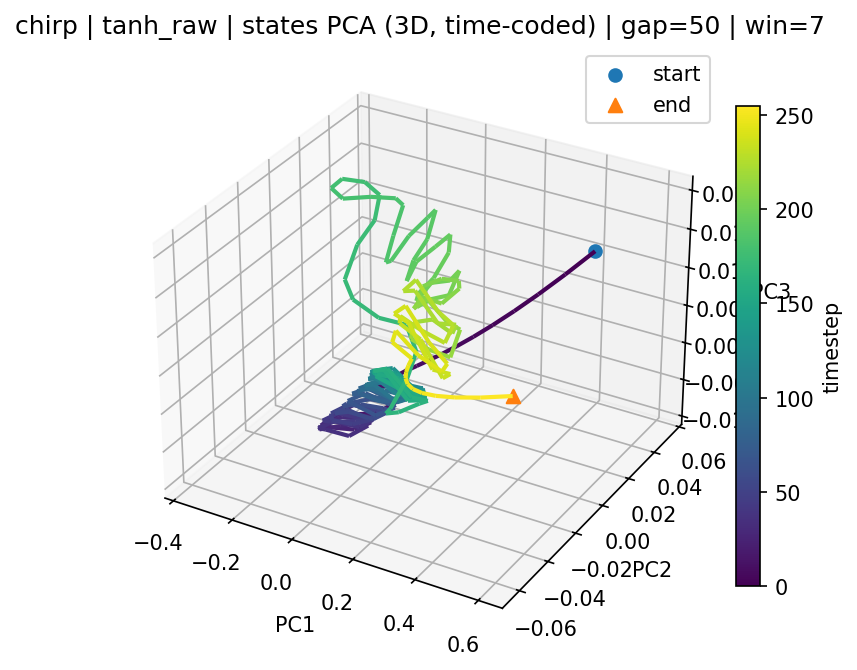 chirp | tanh_raw | states PCA (3D, time-coded) | gap=50 | win=7
start
end
250
200
150
100
50
0
timestep
PC3
0.06
0.04
0.02
0.00
−0.02
−0.04
−0.06
PC2
−0.4
−0.2
0.0
0.2
0.4
0.6
PC1